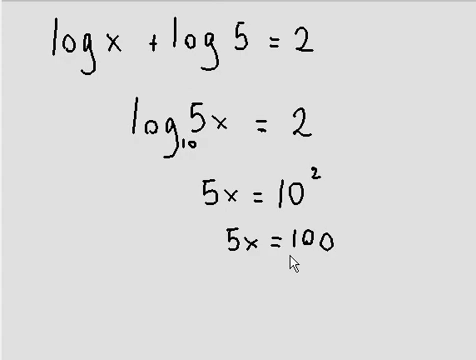 log x + log 5 = 2
log₁₀ 5x = 2
5x = 10²
5x = 100